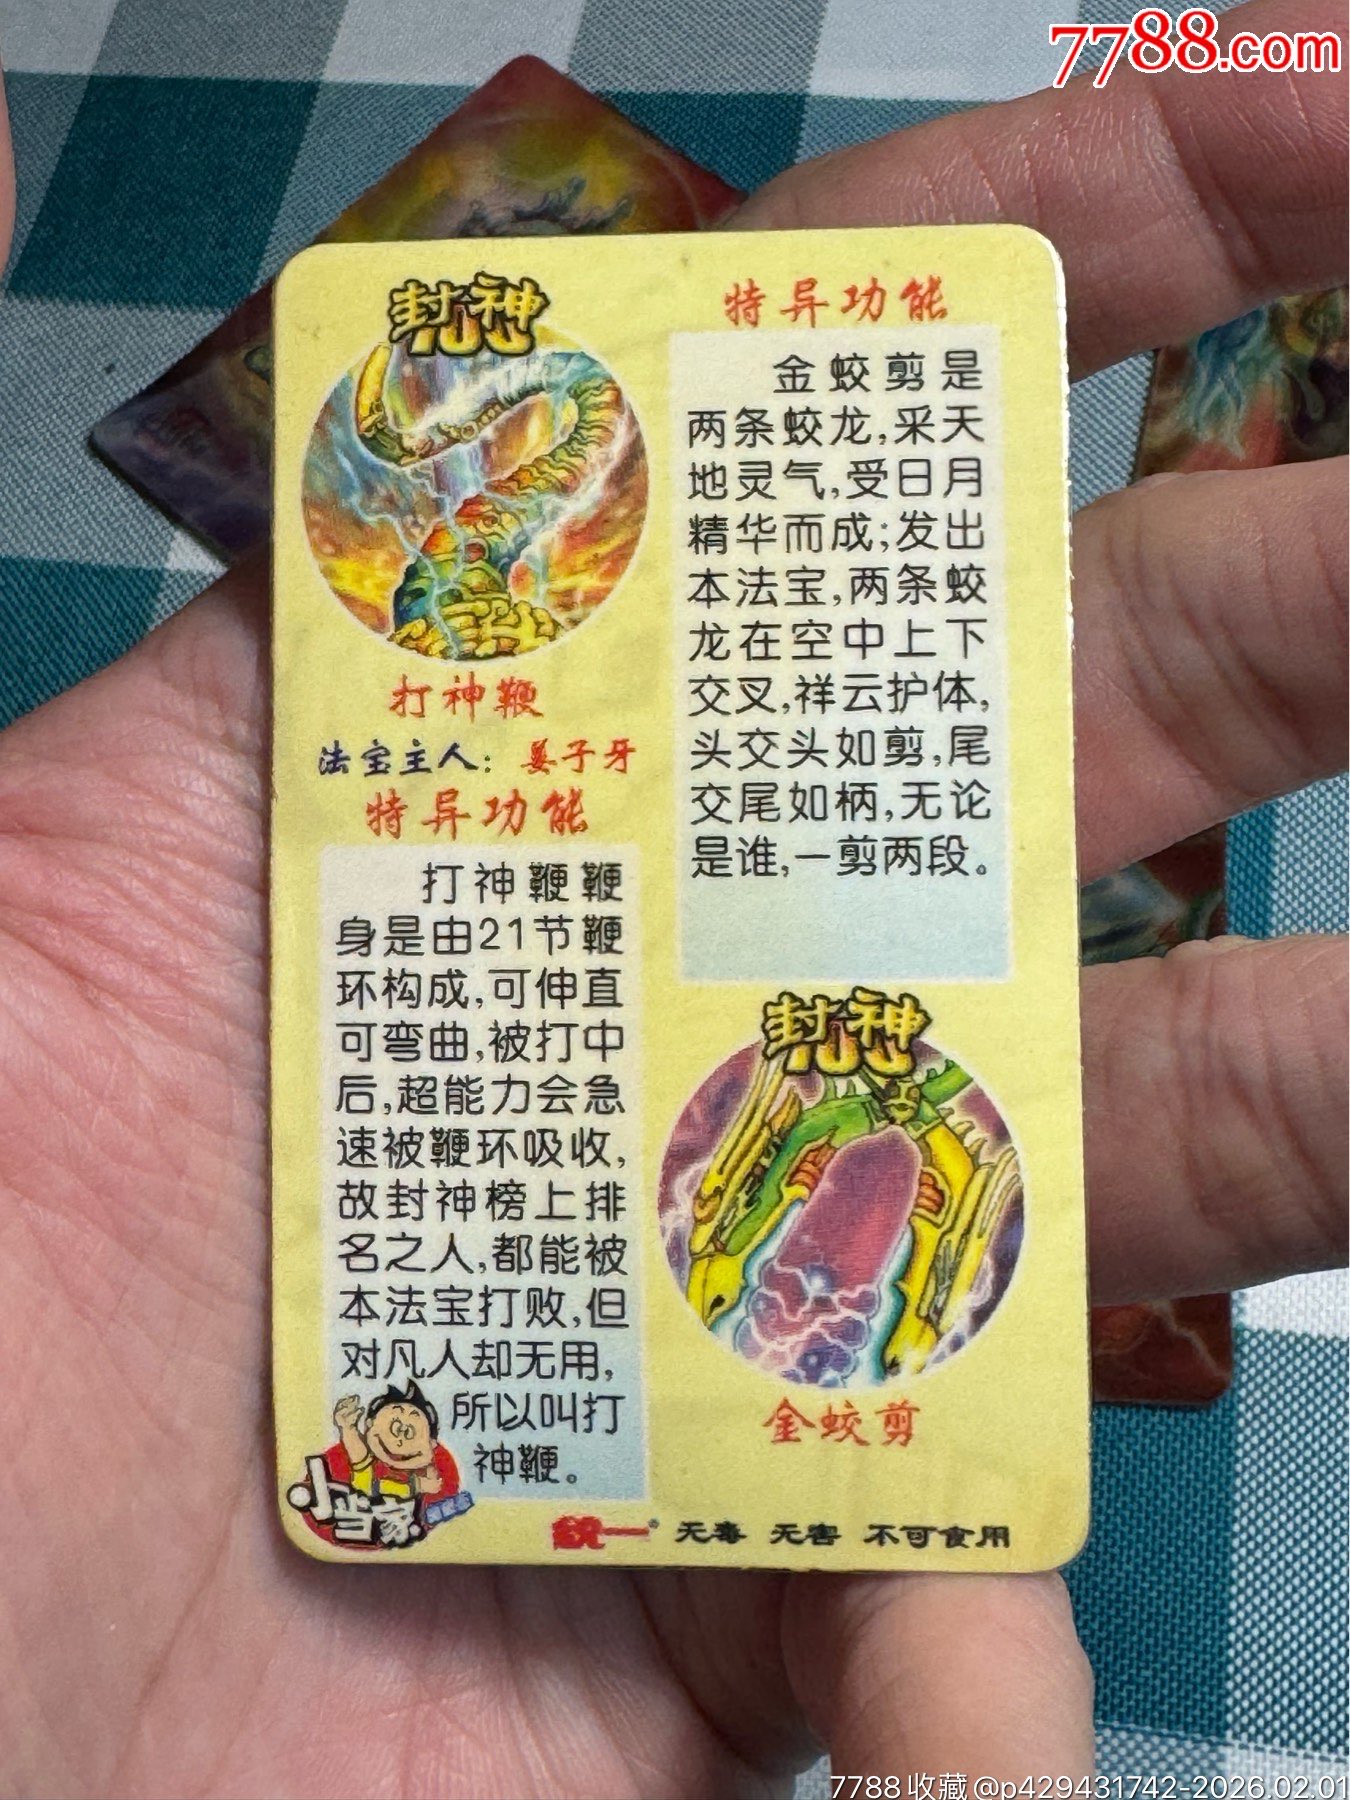 7788.com
封神
100
打神鞭
法宝主人：姜子牙
特异功能
打神鞭鞭
身是由21节鞭
环构成,可伸直
可弯曲,被打中
后,超能力会急
速被鞭环吸收,
故封神榜上排
名之人,都能被
本法宝打败,但
对凡人却无用,
所以叫打
神鞭。
特异功能
金蛟剪是
两条蛟龙,采天
地灵气,受日月
精华而成;发出
本法宝,两条蛟
龙在空中上下
交叉,祥云护体,
头交头如剪,尾
交尾如柄,无论
是谁,一剪两段。
封神
100
金蛟剪
小当家
統一 无毒 无害 不可食用
7788收藏@p429431742-2026.02.01